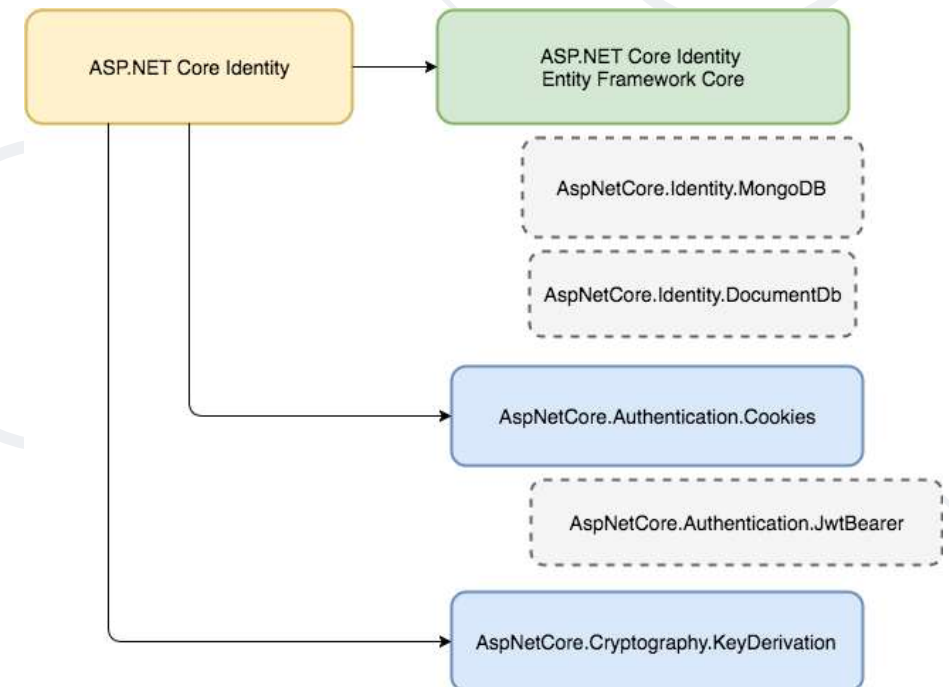 ASP.NET Core Identity
ASP.NET Core Identity
Entity Framework Core
AspNetCore.Identity.MongoDB
AspNetCore.Identity.DocumentDb
AspNetCore.Authentication.Cookies
AspNetCore.Authentication.JwtBearer
AspNetCore.Cryptography.KeyDerivation